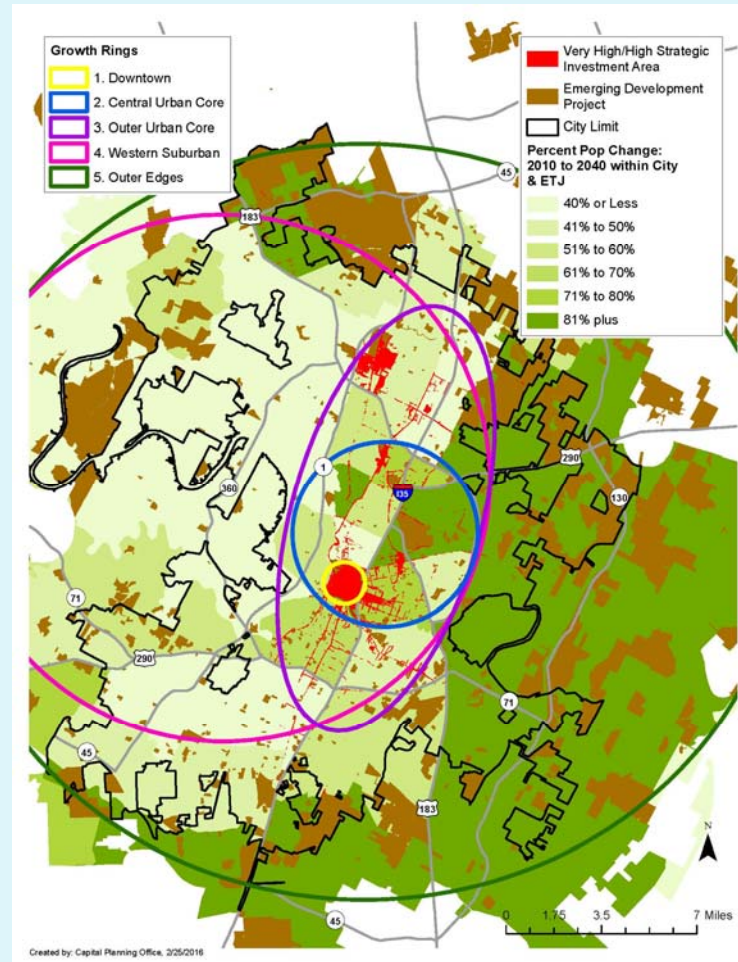 Growth Rings
1. Downtown
2. Central Urban Core
3. Outer Urban Core
4. Western Suburban
5. Outer Edges
Very High/High Strategic
Investment Area
Emerging Development
Project
City Limit
Percent Pop Change:
2010 to 2040 within City
& ETJ
40% or Less
41% to 50%
51% to 60%
61% to 70%
71% to 80%
81% plus
45
183
1
290
I35
360
130
71
290
71
45
183
N
45
0 1.75 3.5 7 Miles
Created by: Capital Planning Office, 2/25/2016